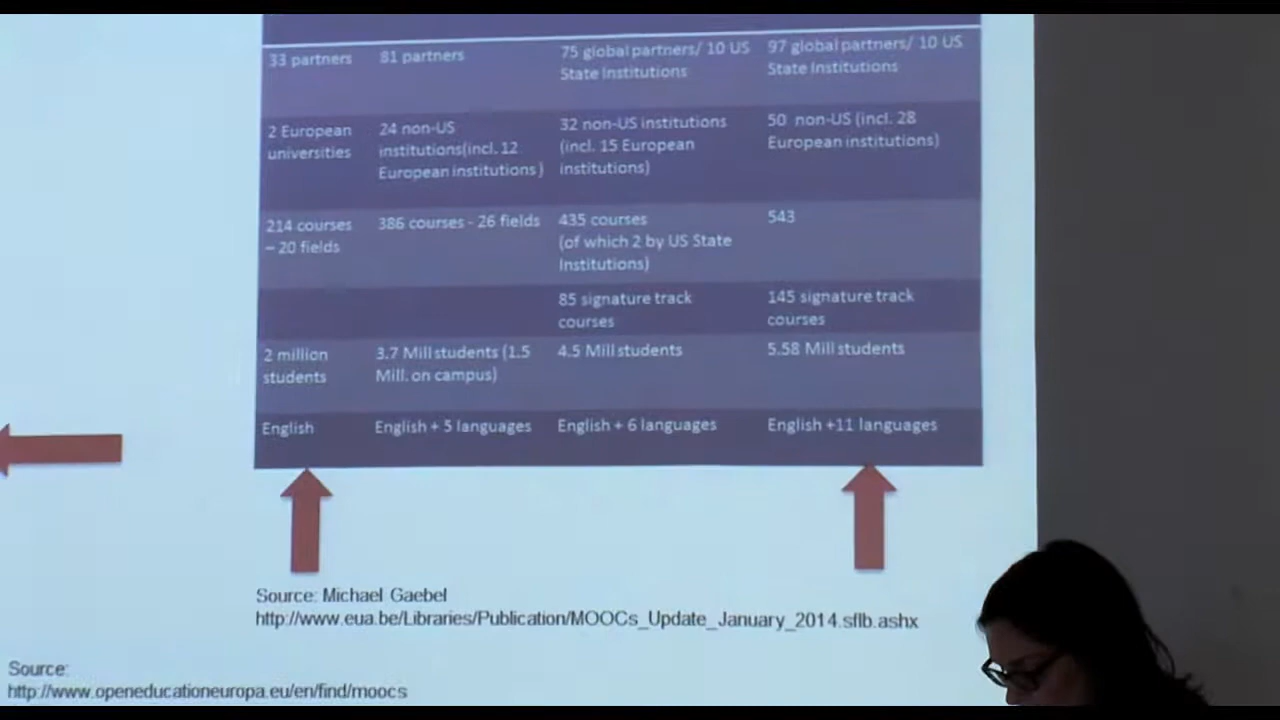 33 partners
81 partners
75 global partners/ 10 US
State Institutions
97 global partners/ 10 US
State Institutions
2 European
universities
24 non-US
institutions(incl. 12
European institutions)
32 non-US institutions
(incl. 15 European
institutions)
50 non-US (incl. 28
European institutions)
214 courses
– 20 fields
386 courses - 26 fields
435 courses
(of which 2 by US State
Institutions)
543
85 signature track
courses
145 signature track
courses
2 million
students
3.7 Mill students (1.5
Mill. on campus)
4.5 Mill students
5.58 Mill students
English
English + 5 languages
English + 6 languages
English +11 languages
Source: Michael Gaebel
http://www.eua.be/Libraries/Publication/MOOCs_Update_January_2014.sflb.ashx
Source:
http://www.openeducationeuropa.eu/en/find/moocs